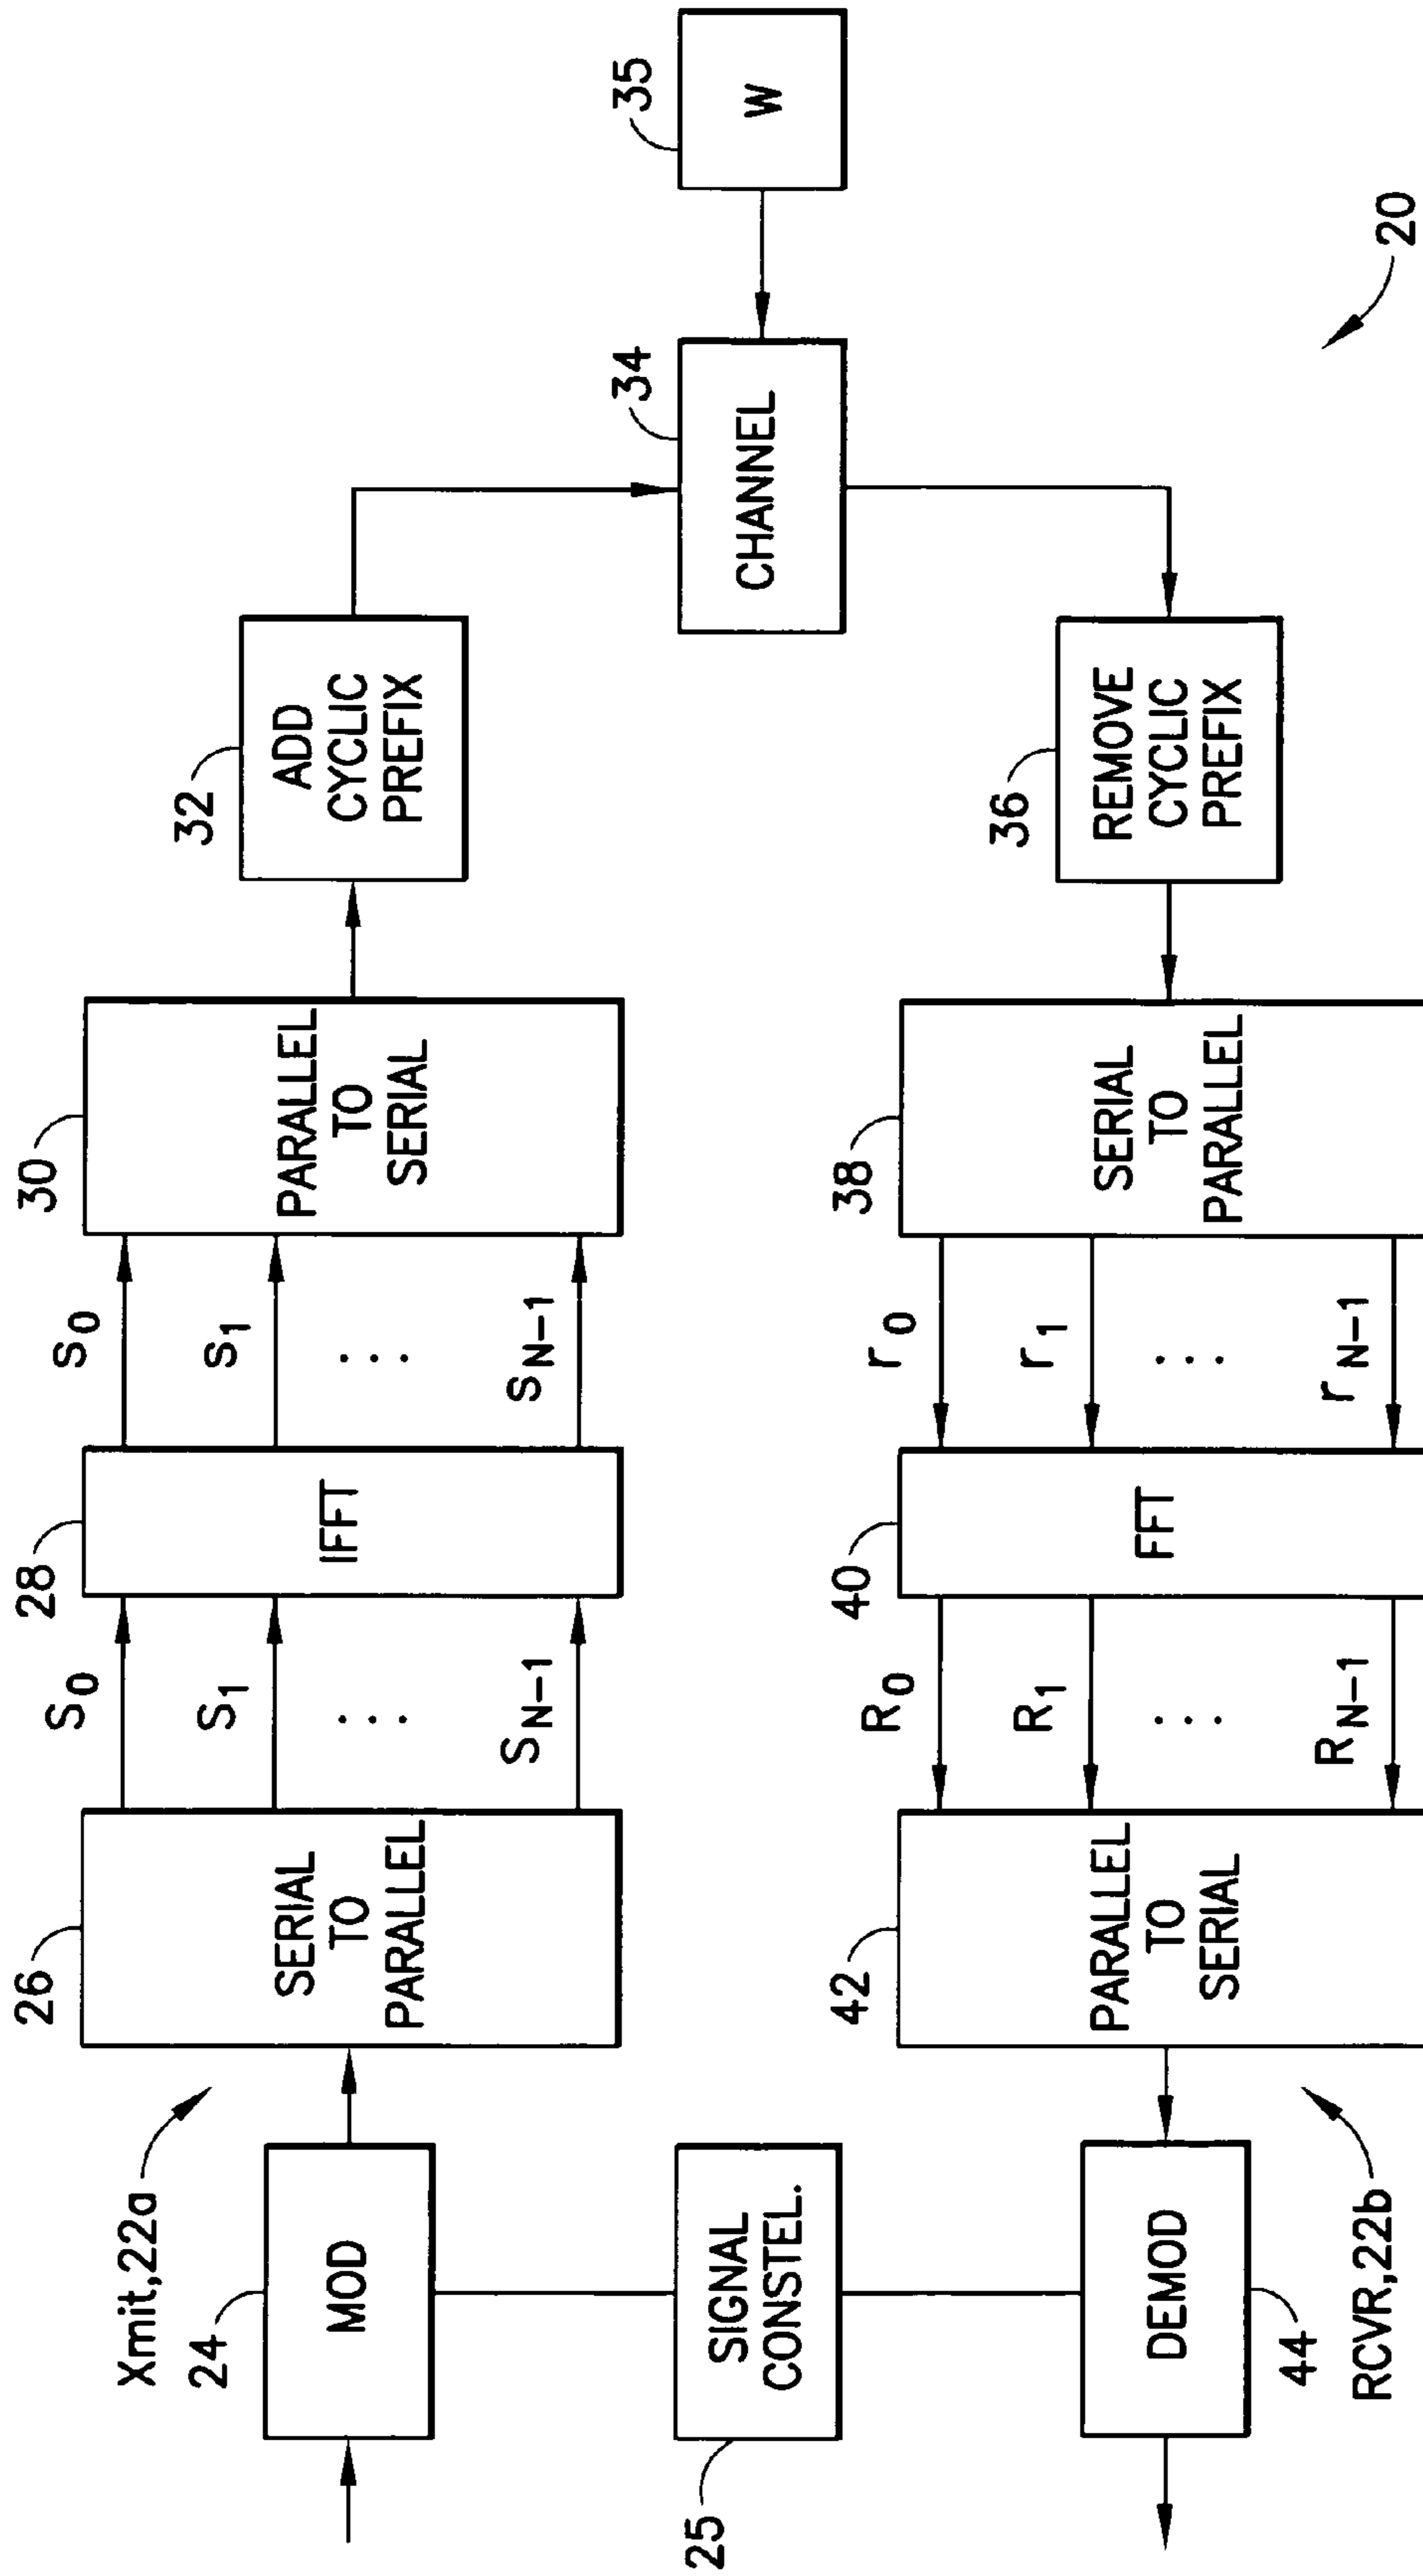 Xmit,22a
24
MOD
26
SERIAL
TO
PARALLEL
S0
S1
...
SN-1
28
IFFT
s0
s1
...
sN-1
30
PARALLEL
TO
SERIAL
32
ADD
CYCLIC
PREFIX
25
SIGNAL
CONSTEL.
34
CHANNEL
35
W
RCVR,22b
44
DEMOD
42
PARALLEL
TO
SERIAL
R0
R1
...
RN-1
40
FFT
r0
r1
...
rN-1
38
SERIAL
TO
PARALLEL
36
REMOVE
CYCLIC
PREFIX
20